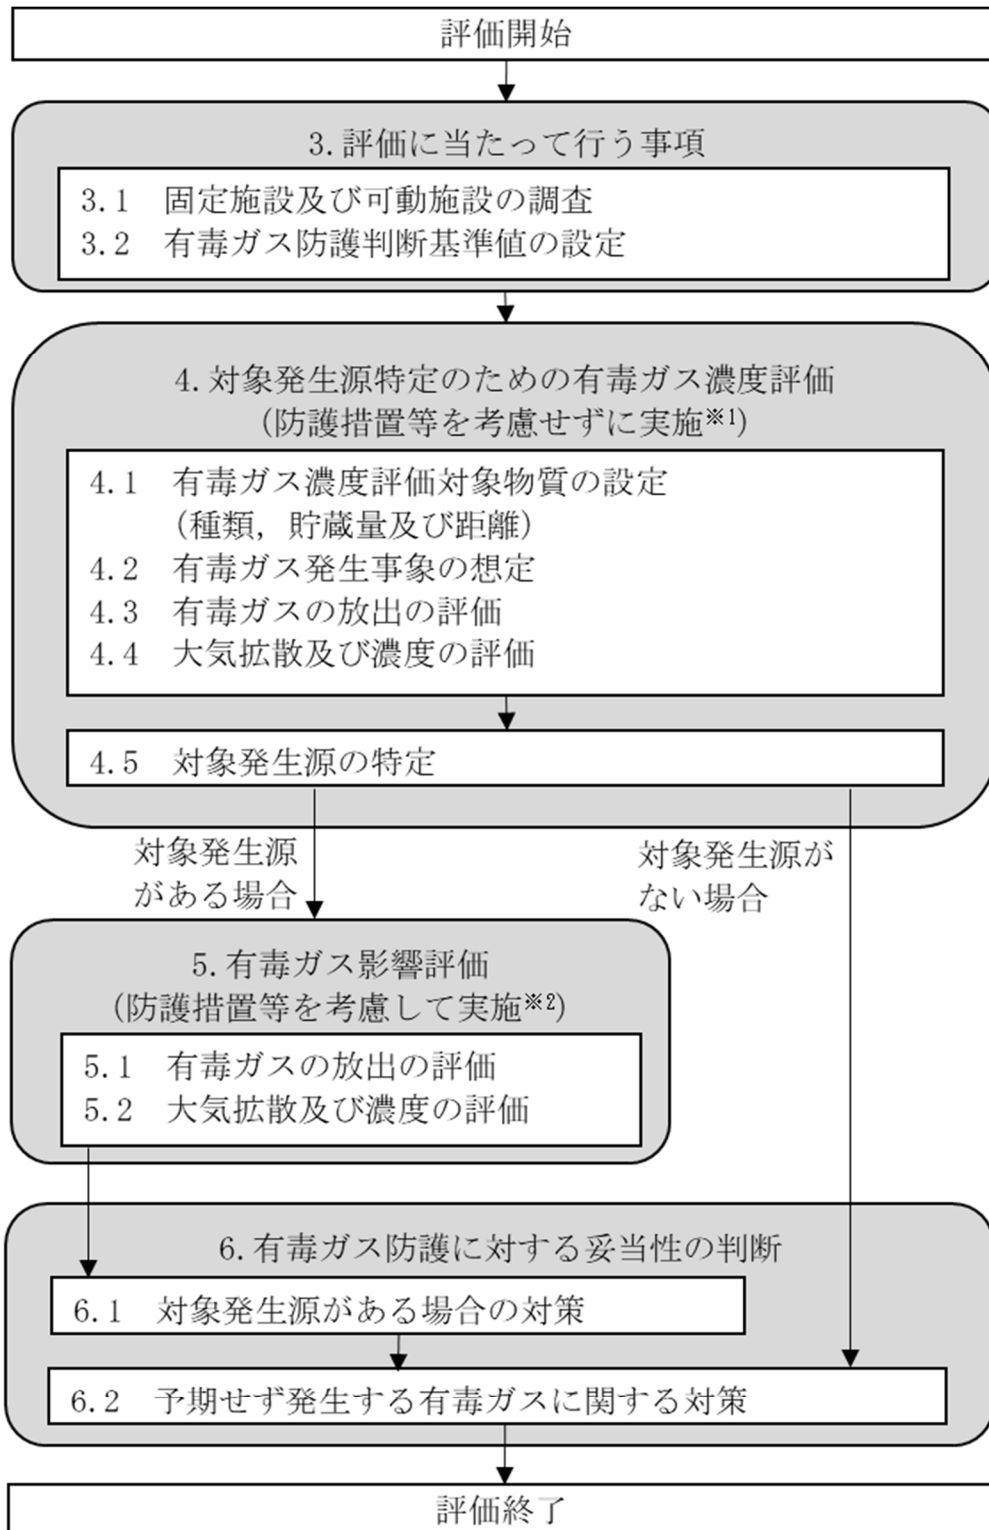 評価開始
3.評価に当たって行う事項
3.1 固定施設及び可動施設の調査
3.2 有毒ガス防護判断基準値の設定
4.対象発生源特定のための有毒ガス濃度評価
(防護措置等を考慮せずに実施※1)
4.1 有毒ガス濃度評価対象物質の設定
(種類，貯蔵量及び距離)
4.2 有毒ガス発生事象の想定
4.3 有毒ガスの放出の評価
4.4 大気拡散及び濃度の評価
4.5 対象発生源の特定
対象発生源
がある場合
対象発生源が
ない場合
5.有毒ガス影響評価
(防護措置等を考慮して実施※2)
5.1 有毒ガスの放出の評価
5.2 大気拡散及び濃度の評価
6.有毒ガス防護に対する妥当性の判断
6.1 対象発生源がある場合の対策
6.2 予期せず発生する有毒ガスに関する対策
評価終了